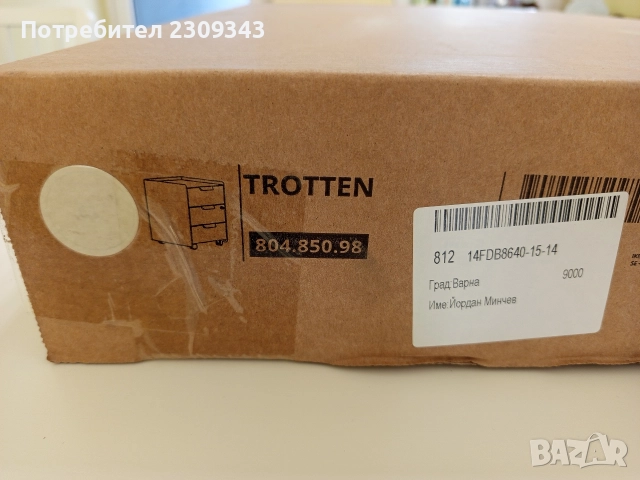 Потребител 2309343
TROTTEN
804.850.98
812 14FDB8640-15-14
Град:Варна 9000
Име:Йордан Минчев
bazar